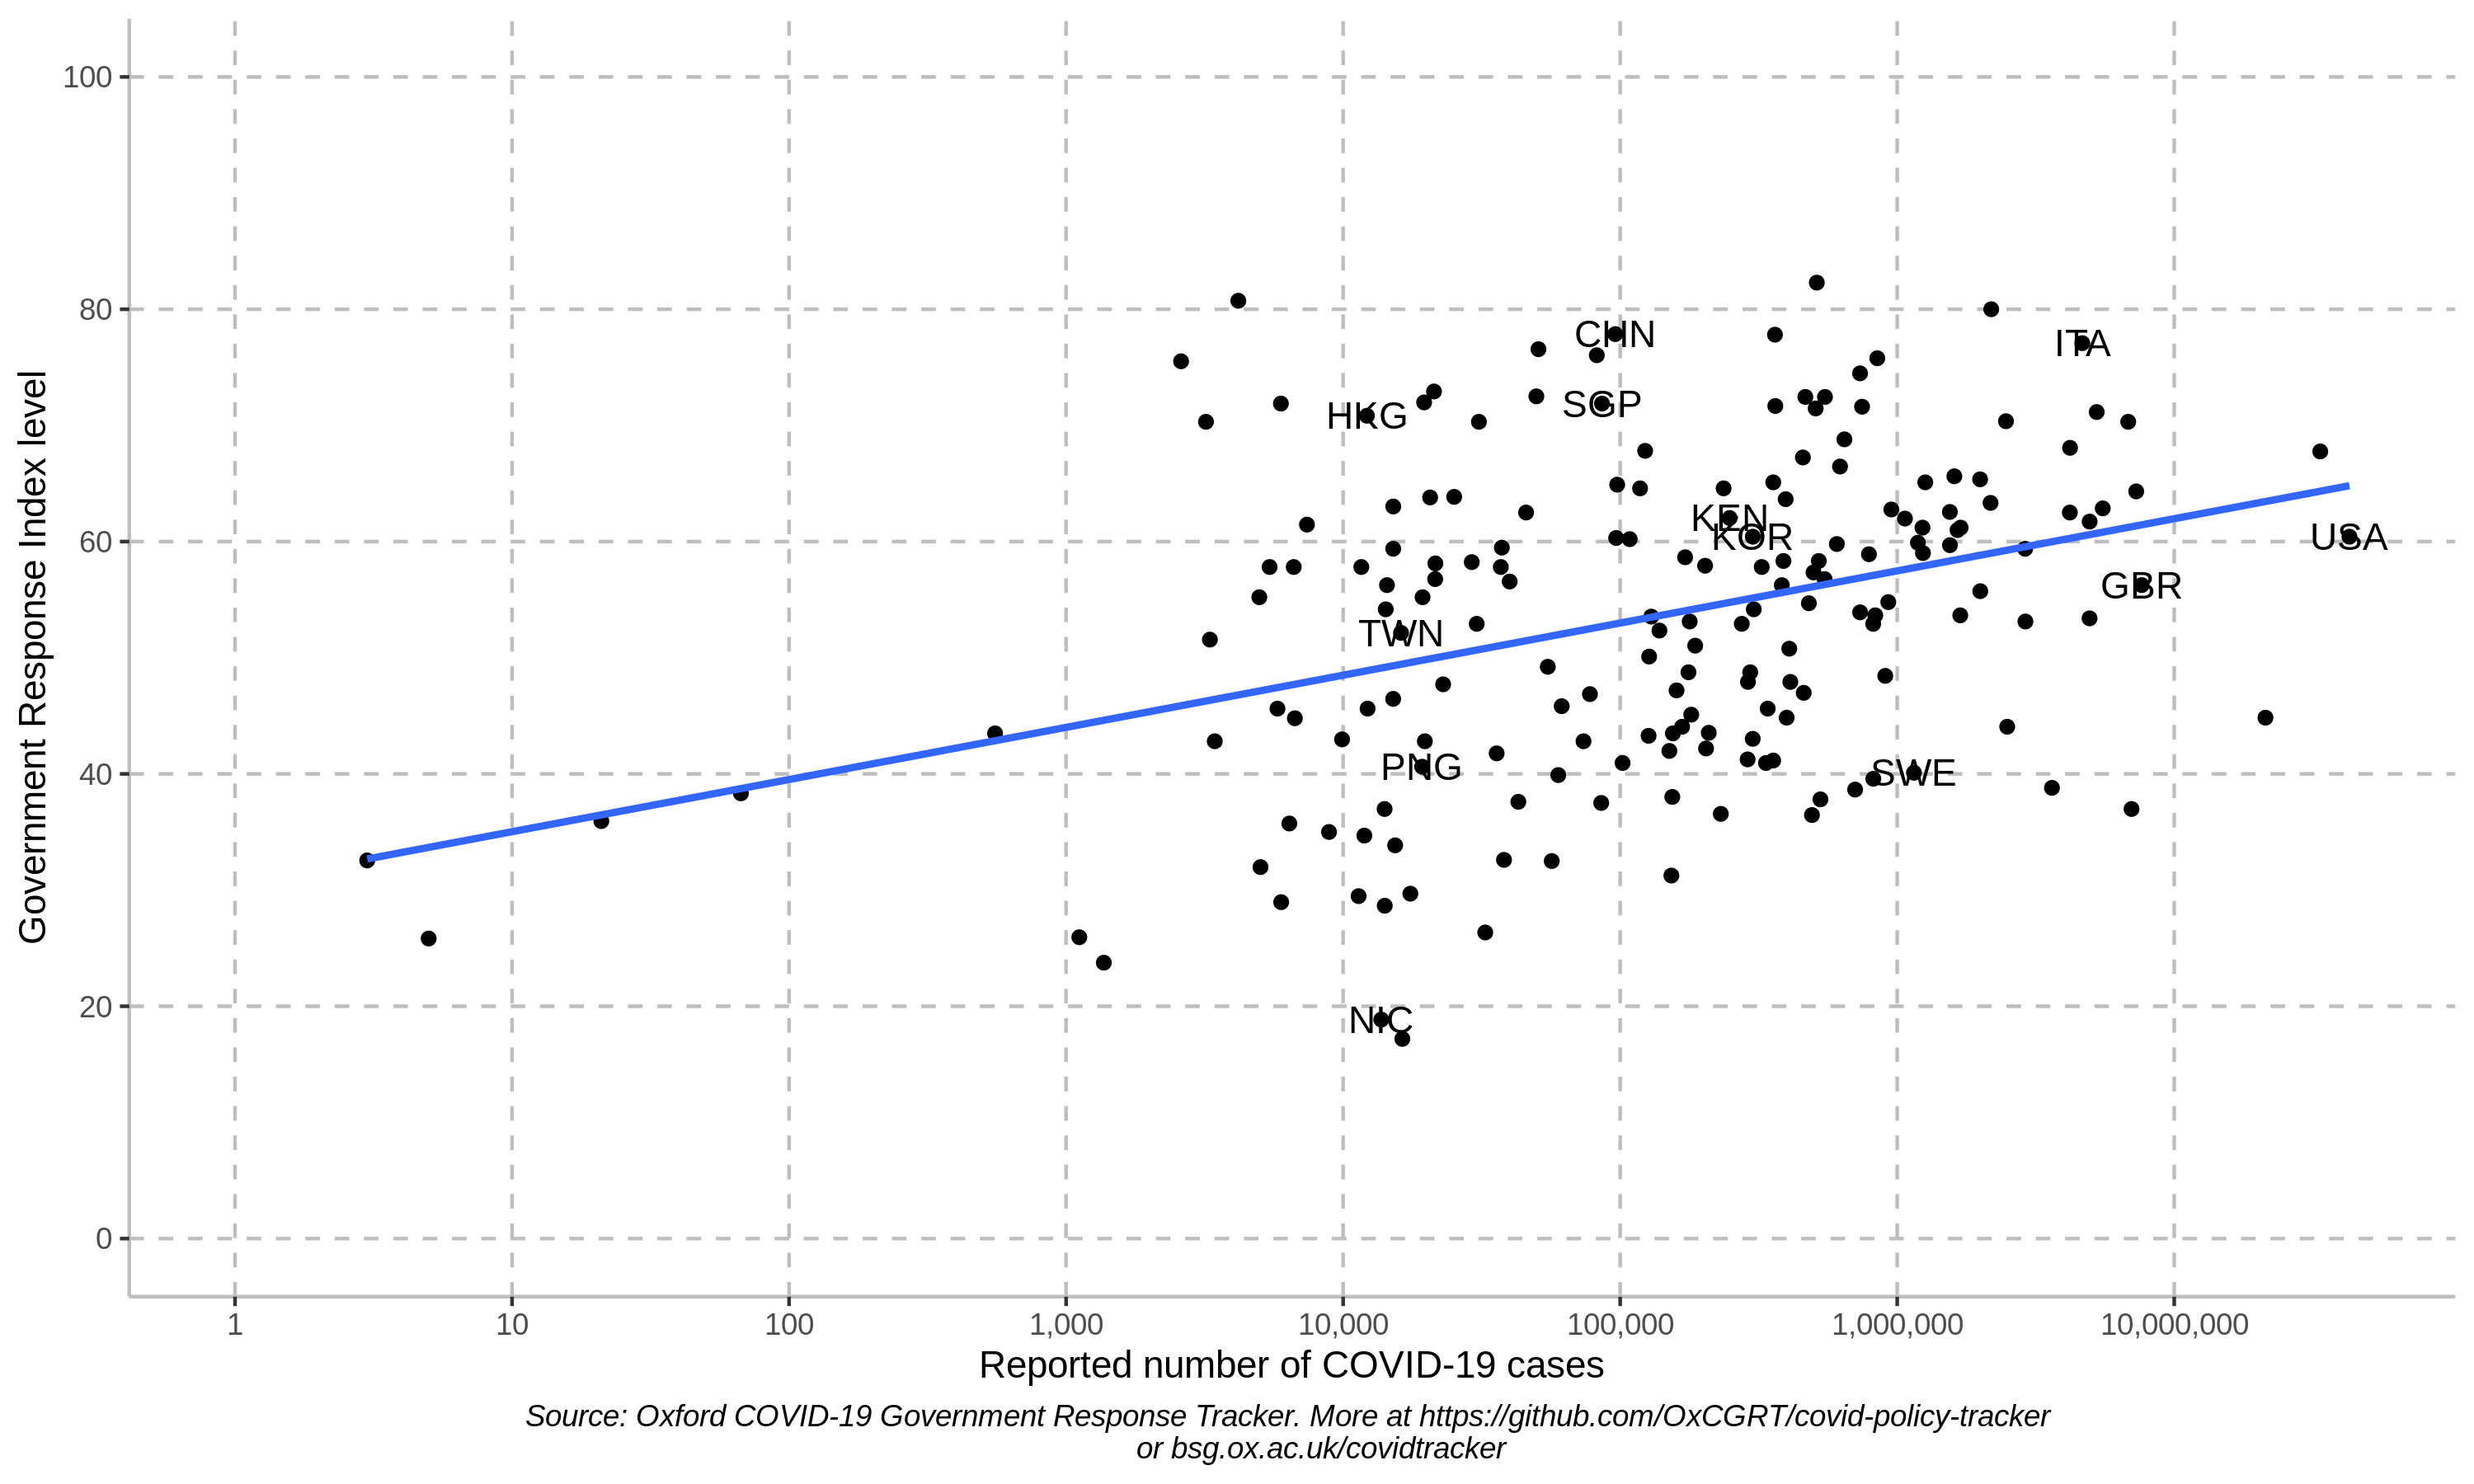 Government Response Index level
100
80
60
40
20
0
CHN
ITA
SGP
HKG
KEN
KOR
USA
GBR
TWN
PNG
SWE
NIC
1 10 100 1,000 10,000 100,000 1,000,000 10,000,000
Reported number of COVID-19 cases
Source: Oxford COVID-19 Government Response Tracker. More at https://github.com/OxCGRT/covid-policy-tracker
or bsg.ox.ac.uk/covidtracker